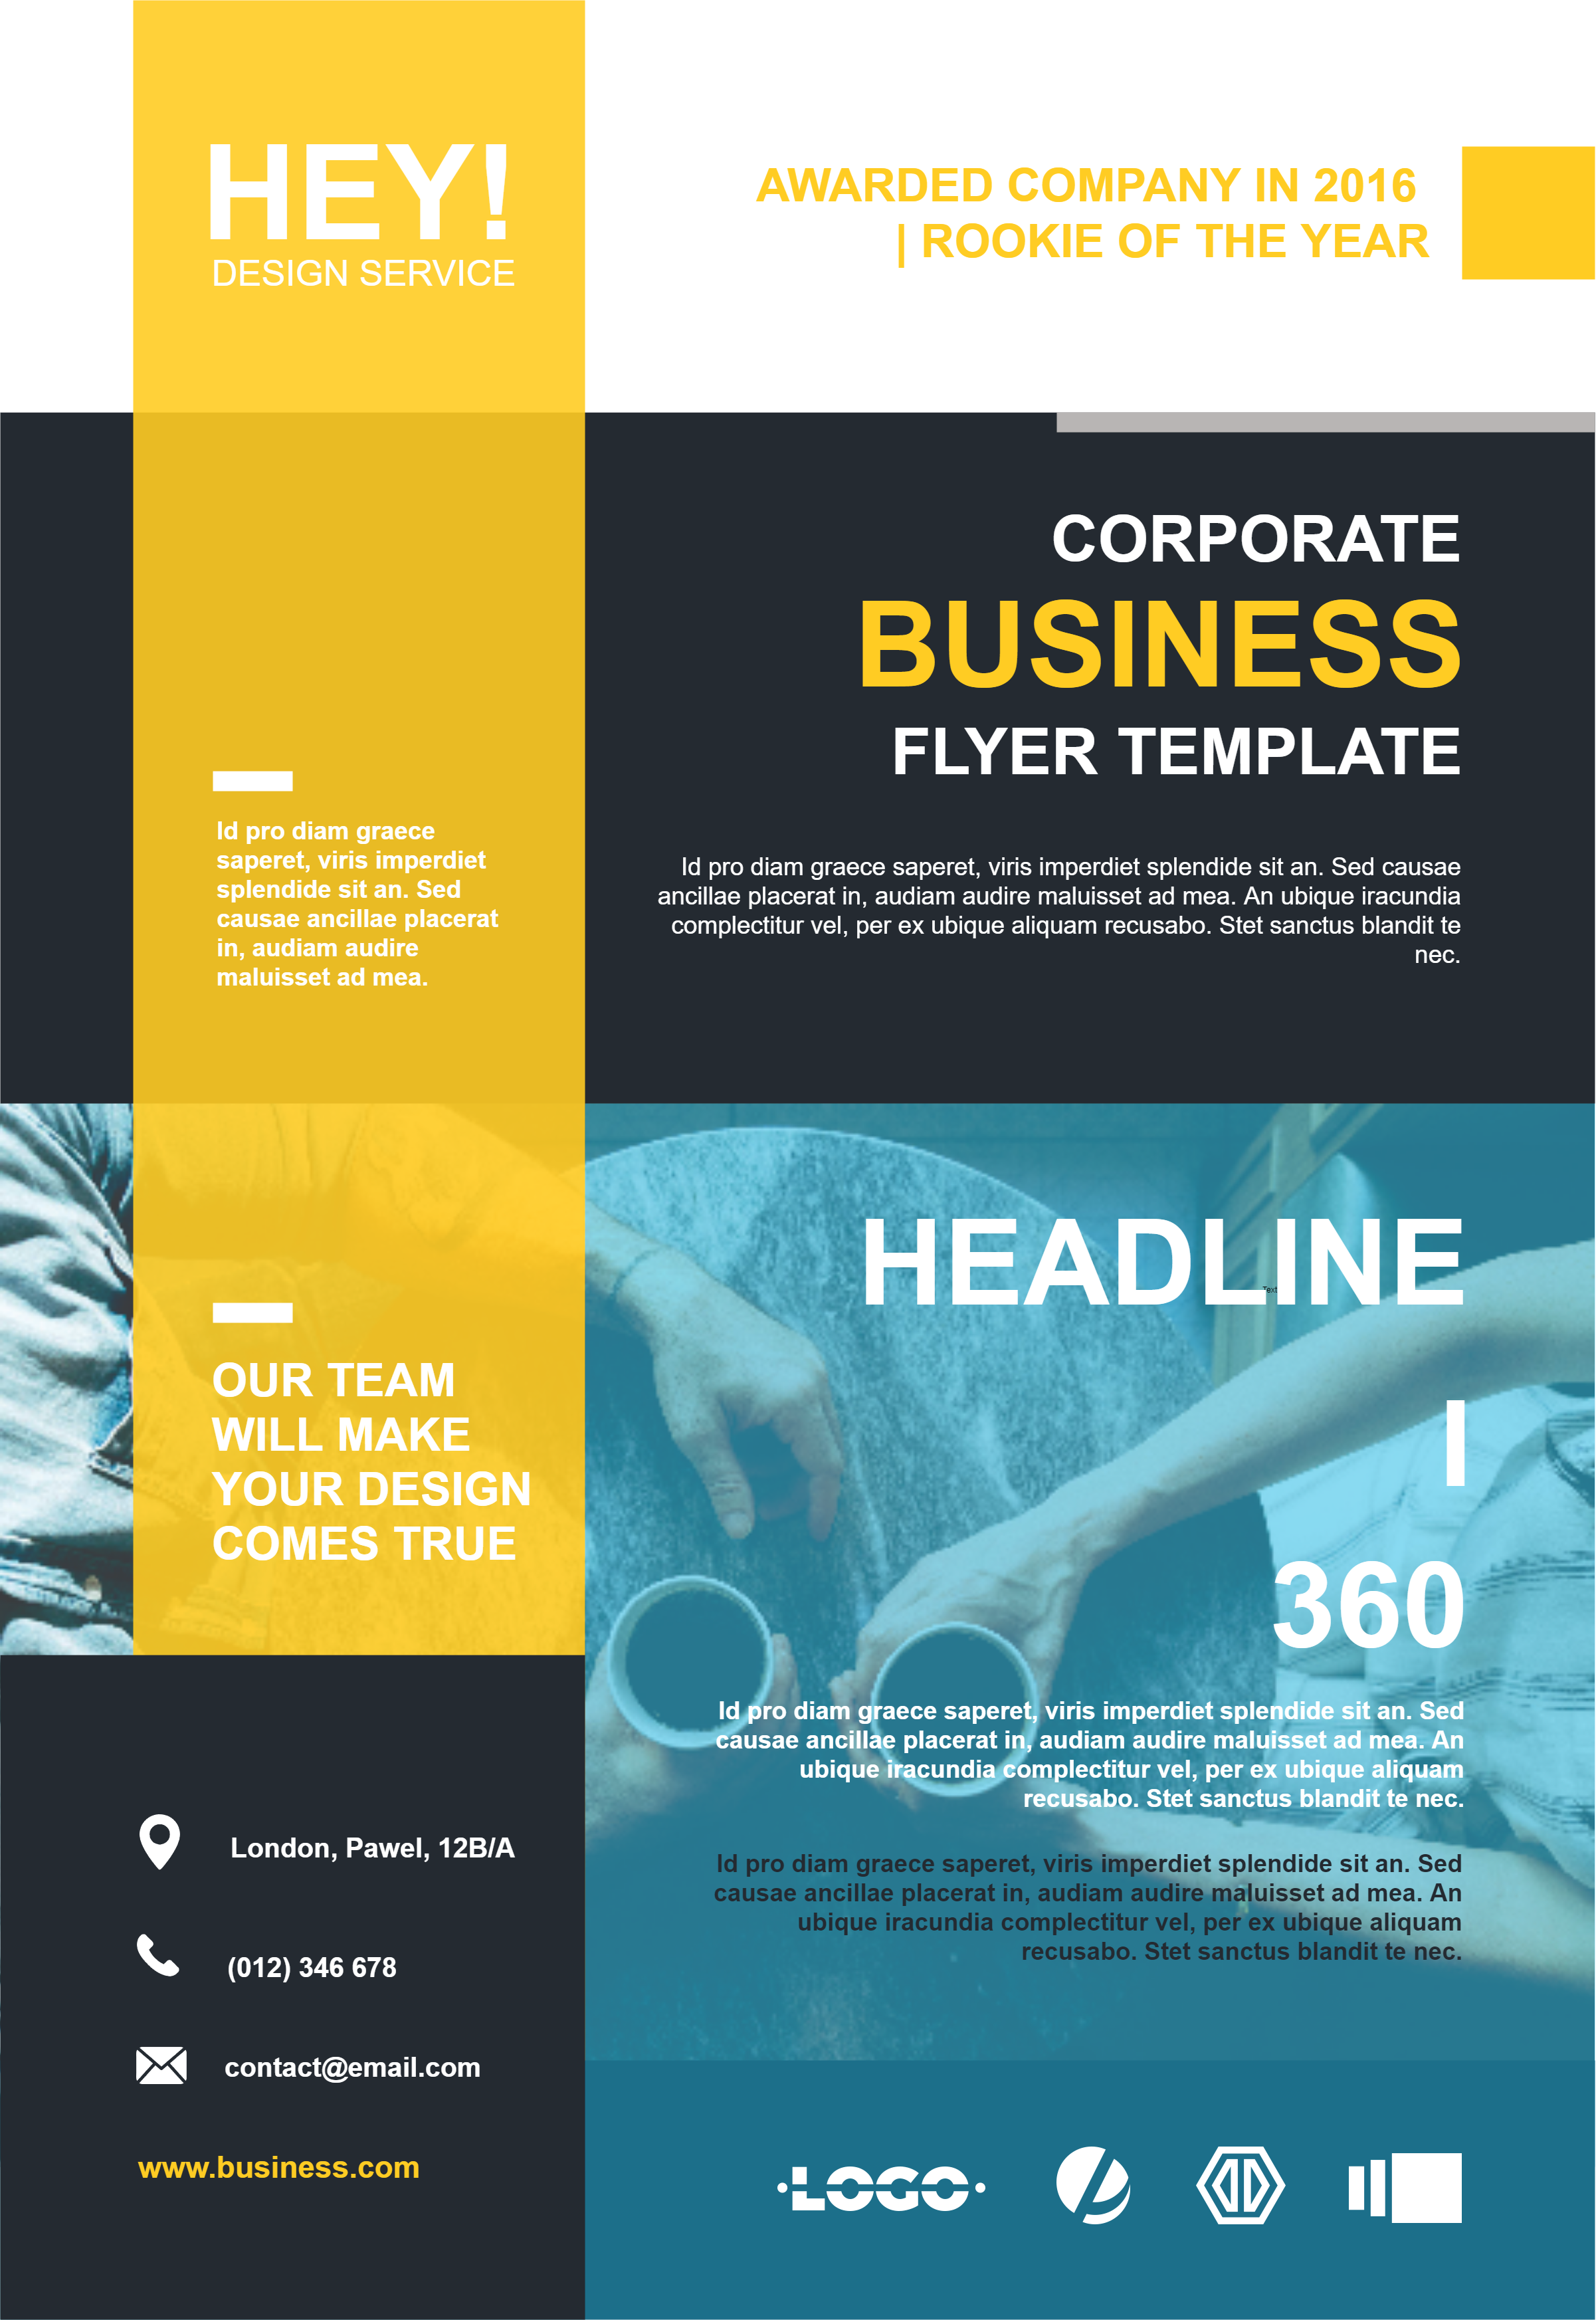 HEY!
DESIGN SERVICE
AWARDED COMPANY IN 2016
| ROOKIE OF THE YEAR
CORPORATE
BUSINESS
FLYER TEMPLATE
Id pro diam graece
saperet, viris imperdiet
splendide sit an. Sed
causae ancillae placerat
in, audiam audire
maluisset ad mea.
Id pro diam graece saperet, viris imperdiet splendide sit an. Sed causae
ancillae placerat in, audiam audire maluisset ad mea. An ubique iracundia
complectitur vel, per ex ubique aliquam recusabo. Stet sanctus blandit te
nec.
OUR TEAM
WILL MAKE
YOUR DESIGN
COMES TRUE
HEADLINE
Text
I
360
Id pro diam graece saperet, viris imperdiet splendide sit an. Sed
causae ancillae placerat in, audiam audire maluisset ad mea. An
ubique iracundia complectitur vel, per ex ubique aliquam
recusabo. Stet sanctus blandit te nec.
Id pro diam graece saperet, viris imperdiet splendide sit an. Sed
causae ancillae placerat in, audiam audire maluisset ad mea. An
ubique iracundia complectitur vel, per ex ubique aliquam
recusabo. Stet sanctus blandit te nec.
London, Pawel, 12B/A
(012) 346 678
contact@email.com
www.business.com
·LOGO·